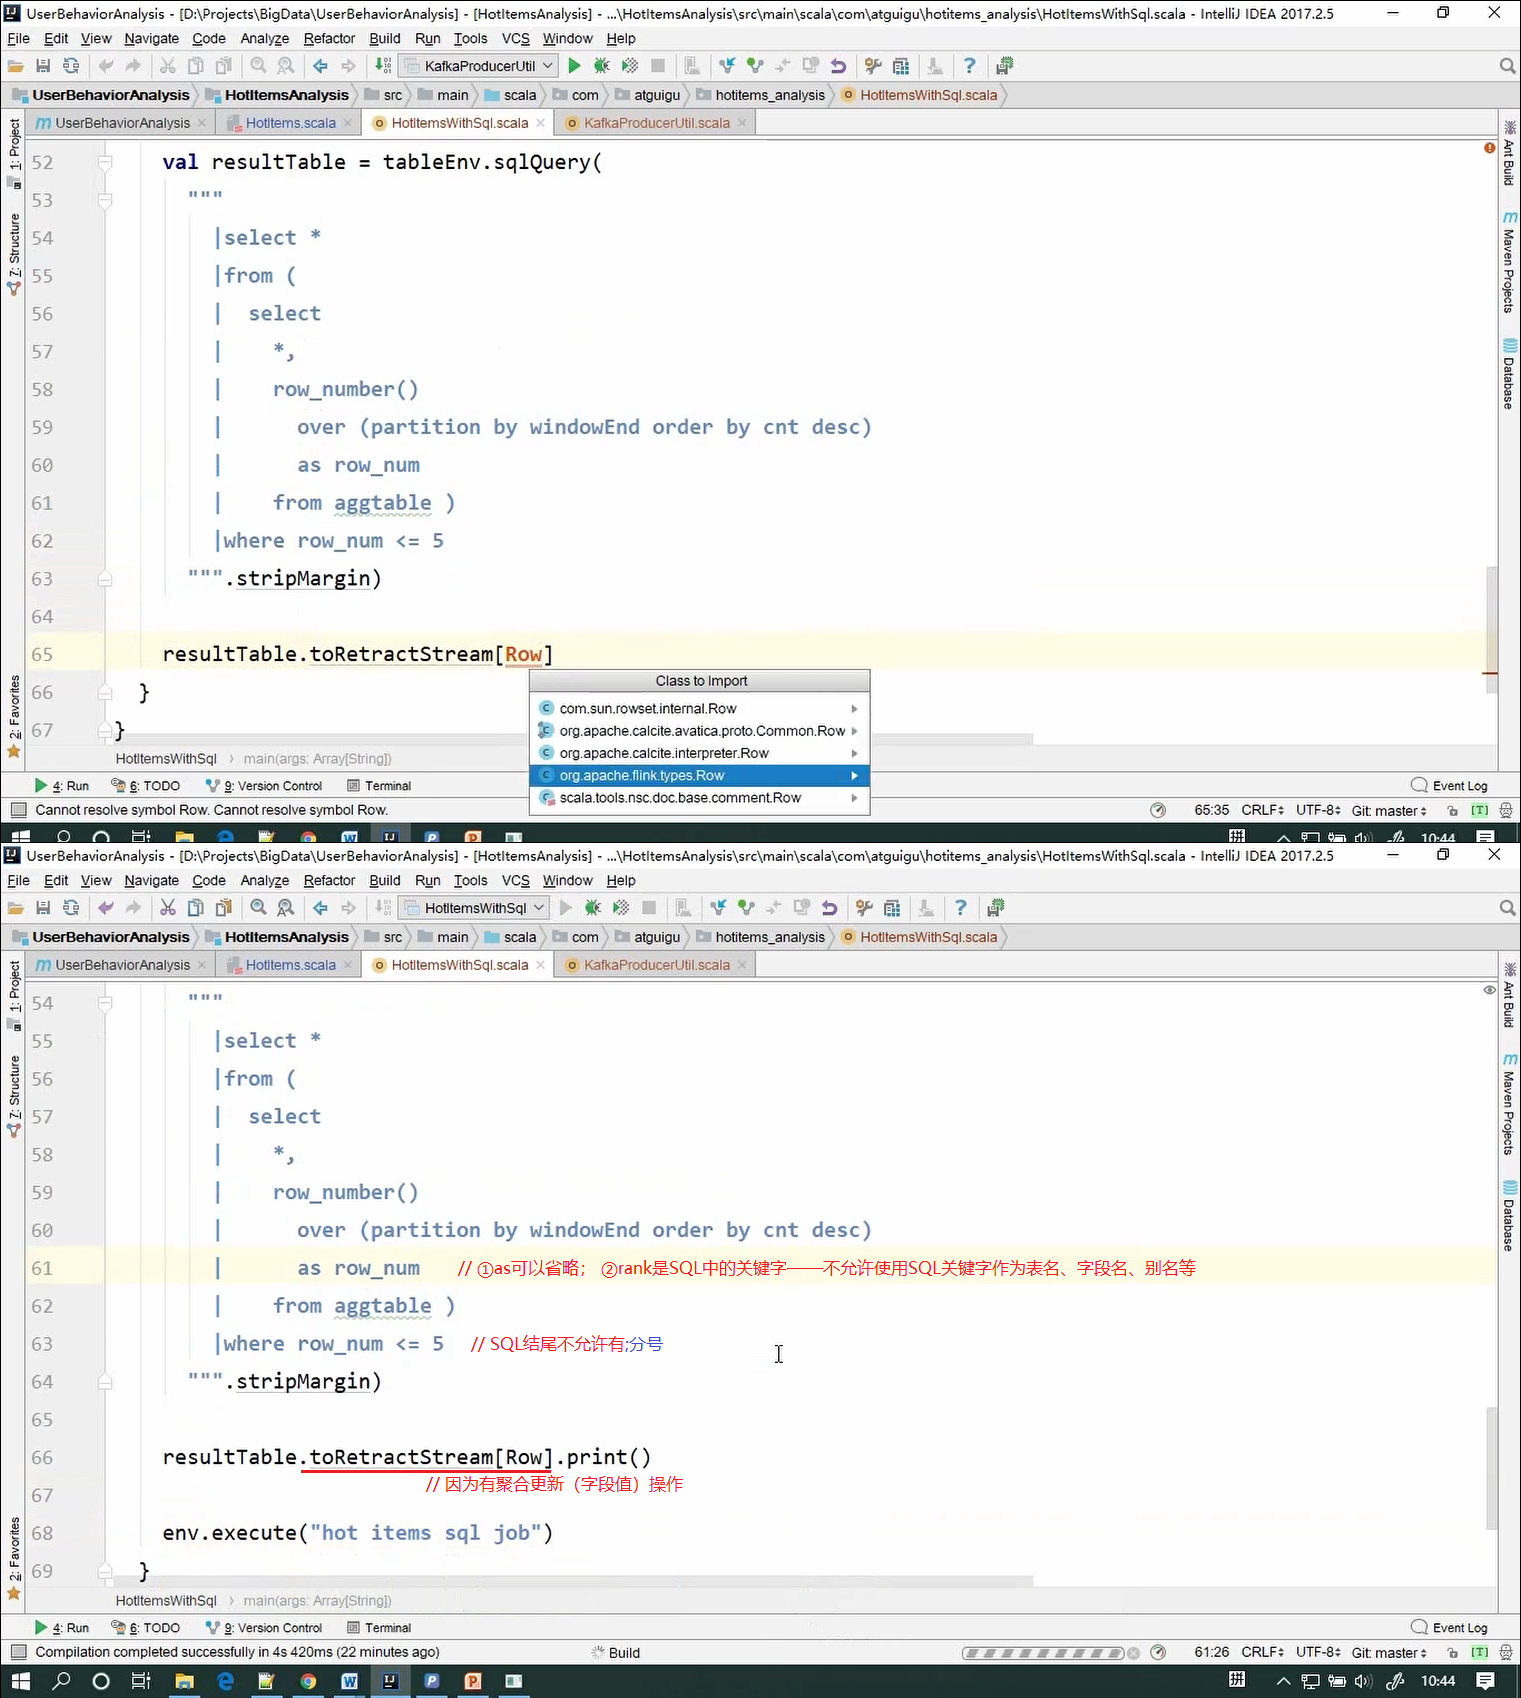 UserBehaviorAnalysis - [D:\Projects\BigData\UserBehaviorAnalysis] - [HotItemsAnalysis] - ...\HotItemsAnalysis\src\main\scala\com\atguigu\hotitems_analysis\HotItemsWithSql.scala - IntelliJ IDEA 2017.2.5
File Edit View Navigate Code Analyze Refactor Build Run Tools VCS Window Help
KafkaProducerUtil
UserBehaviorAnalysis HotItemsAnalysis src main scala com atguigu hotitems_analysis HotItemsWithSql.scala
UserBehaviorAnalysis HotItems.scala HotItemsWithSql.scala KafkaProducerUtil.scala
1: Project
7: Structure
2: Favorites
Ant Build
Maven Projects
Database
52 val resultTable = tableEnv.sqlQuery(
53 """
54 |select *
55 |from (
56 | select
57 | *,
58 | row_number()
59 | over (partition by windowEnd order by cnt desc)
60 | as row_num
61 | from aggtable )
62 |where row_num <= 5
63 """.stripMargin)
64
65 resultTable.toRetractStream[Row]
66 }
67 }
Class to Import
com.sun.rowset.internal.Row
org.apache.calcite.avatica.proto.Common.Row
org.apache.calcite.interpreter.Row
org.apache.flink.types.Row
scala.tools.nsc.doc.base.comment.Row
HotItemsWithSql main(args: Array[String])
4: Run 6: TODO 9: Version Control Terminal Event Log
Cannot resolve symbol Row. Cannot resolve symbol Row. 65:35 CRLF UTF-8 Git: master [T]
10:44
UserBehaviorAnalysis - [D:\Projects\BigData\UserBehaviorAnalysis] - [HotItemsAnalysis] - ...\HotItemsAnalysis\src\main\scala\com\atguigu\hotitems_analysis\HotItemsWithSql.scala - IntelliJ IDEA 2017.2.5
File Edit View Navigate Code Analyze Refactor Build Run Tools VCS Window Help
HotItemsWithSql
UserBehaviorAnalysis HotItemsAnalysis src main scala com atguigu hotitems_analysis HotItemsWithSql.scala
UserBehaviorAnalysis HotItems.scala HotItemsWithSql.scala KafkaProducerUtil.scala
1: Project
7: Structure
2: Favorites
Ant Build
Maven Projects
Database
54 """
55 |select *
56 |from (
57 | select
58 | *,
59 | row_number()
60 | over (partition by windowEnd order by cnt desc)
61 | as row_num // ①as可以省略； ②rank是SQL中的关键字——不允许使用SQL关键字作为表名、字段名、别名等
62 | from aggtable )
63 |where row_num <= 5 // SQL结尾不允许有;分号
64 """.stripMargin)
65
66 resultTable.toRetractStream[Row].print()
67 // 因为有聚合更新（字段值）操作
68 env.execute("hot items sql job")
69 }
HotItemsWithSql main(args: Array[String])
4: Run 6: TODO 9: Version Control Terminal Event Log
Compilation completed successfully in 4s 420ms (22 minutes ago) Build 61:26 CRLF UTF-8 Git: master [T]
拼 10:44